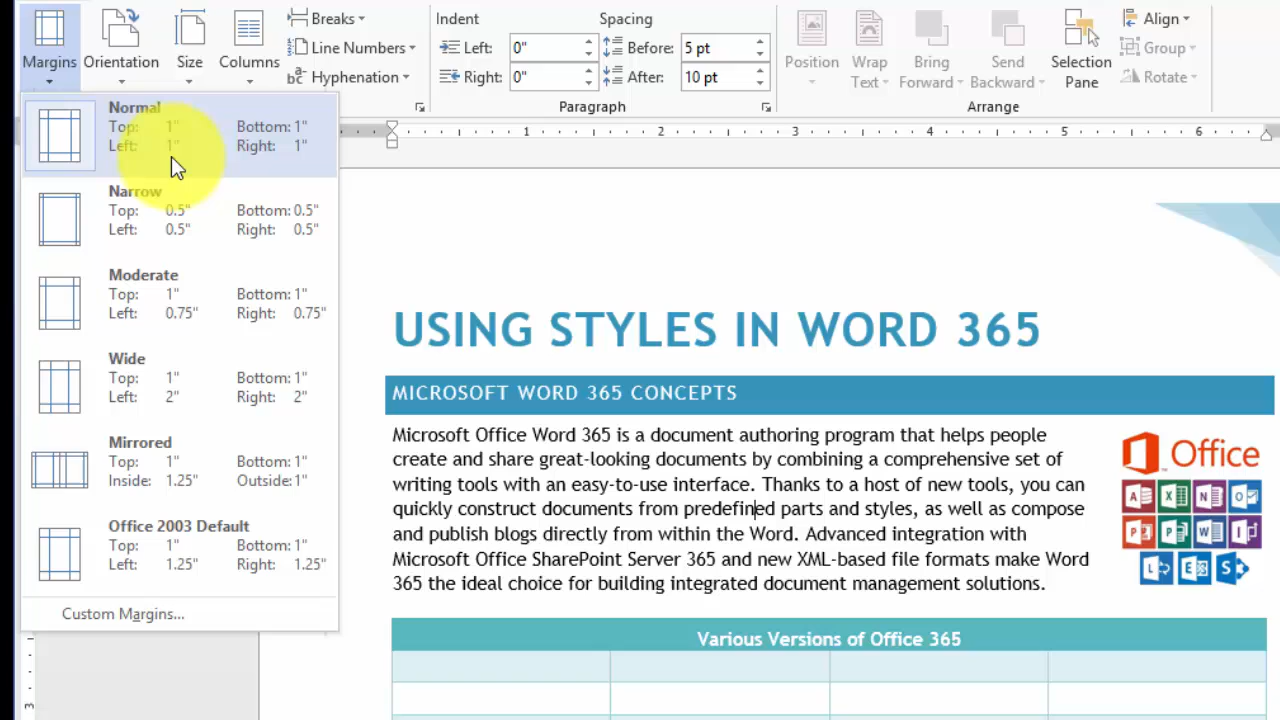 Margins
Orientation
Size
Columns
Breaks
Line Numbers
Hyphenation
Indent
Left: 0"
Right: 0"
Spacing
Before: 5 pt
After: 10 pt
Paragraph
Position
Wrap
Text
Bring
Forward
Send
Backward
Selection
Pane
Align
Group
Rotate
Arrange
Normal
Top: 1" Bottom: 1"
Left: 1" Right: 1"
Narrow
Top: 0.5" Bottom: 0.5"
Left: 0.5" Right: 0.5"
Moderate
Top: 1" Bottom: 1"
Left: 0.75" Right: 0.75"
Wide
Top: 1" Bottom: 1"
Left: 2" Right: 2"
Mirrored
Top: 1" Bottom: 1"
Inside: 1.25" Outside: 1"
Office 2003 Default
Top: 1" Bottom: 1"
Left: 1.25" Right: 1.25"
Custom Margins...
1 2 3 4 5 6
3
USING STYLES IN WORD 365
MICROSOFT WORD 365 CONCEPTS
Microsoft Office Word 365 is a document authoring program that helps people
create and share great-looking documents by combining a comprehensive set of
writing tools with an easy-to-use interface. Thanks to a host of new tools, you can
quickly construct documents from predefined parts and styles, as well as compose
and publish blogs directly from within the Word. Advanced integration with
Microsoft Office SharePoint Server 365 and new XML-based file formats make Word
365 the ideal choice for building integrated document management solutions.
Office
A X N O
P P W I
L E S
Various Versions of Office 365